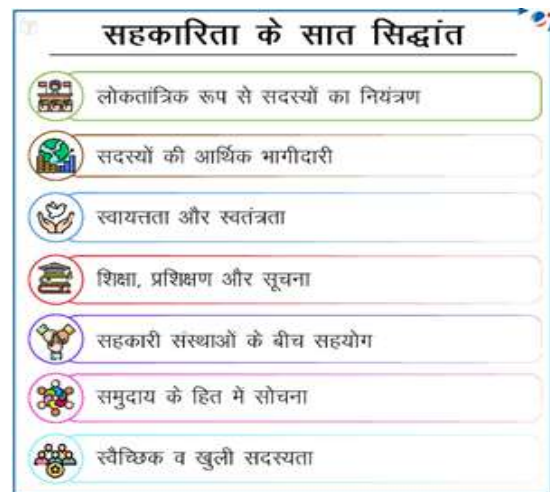 सहकारिता के सात सिद्धांत
लोकतांत्रिक रूप से सदस्यों का नियंत्रण
सदस्यों की आर्थिक भागीदारी
स्वायत्तता और स्वतंत्रता
शिक्षा, प्रशिक्षण और सूचना
सहकारी संस्थाओं के बीच सहयोग
समुदाय के हित में सोचना
स्वैच्छिक व खुली सदस्यता